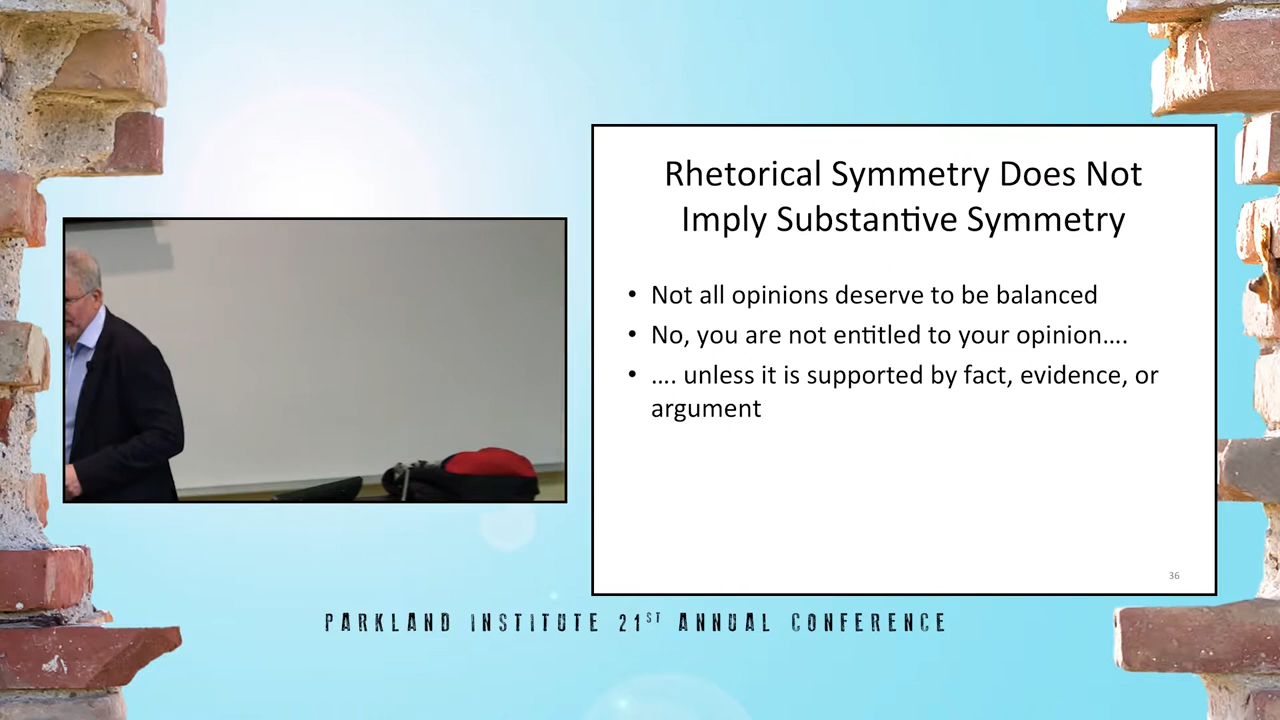 Rhetorical Symmetry Does Not
Imply Substantive Symmetry
• Not all opinions deserve to be balanced
• No, you are not entitled to your opinion….
• …. unless it is supported by fact, evidence, or
argument
36
PARKLAND INSTITUTE 21ST ANNUAL CONFERENCE